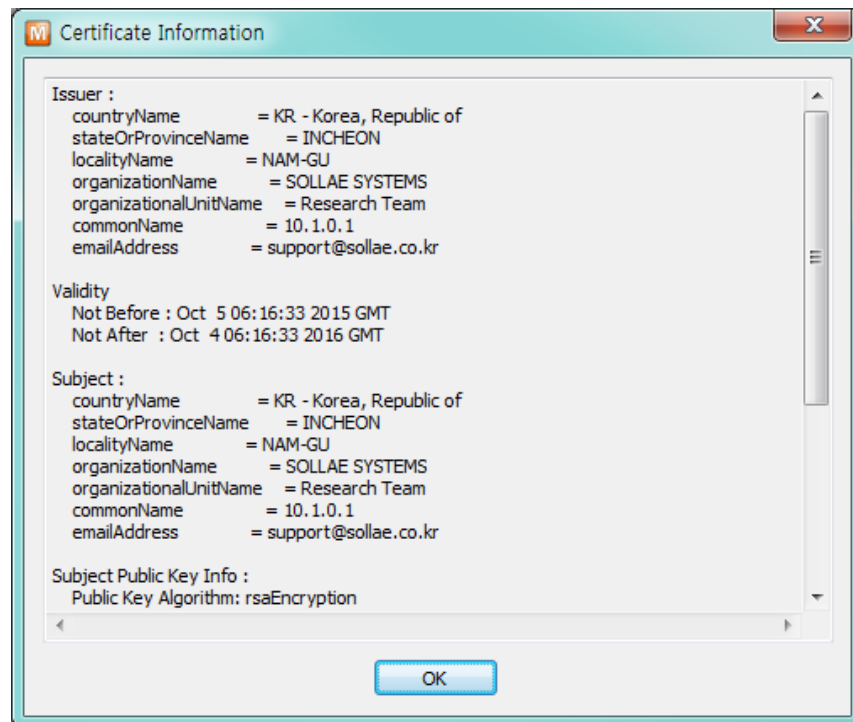 M Certificate Information
X
Issuer :
countryName = KR - Korea, Republic of
stateOrProvinceName = INCHEON
localityName = NAM-GU
organizationName = SOLLAE SYSTEMS
organizationalUnitName = Research Team
commonName = 10.1.0.1
emailAddress = support@sollae.co.kr
Validity
Not Before : Oct 5 06:16:33 2015 GMT
Not After : Oct 4 06:16:33 2016 GMT
Subject :
countryName = KR - Korea, Republic of
stateOrProvinceName = INCHEON
localityName = NAM-GU
organizationName = SOLLAE SYSTEMS
organizationalUnitName = Research Team
commonName = 10.1.0.1
emailAddress = support@sollae.co.kr
Subject Public Key Info :
Public Key Algorithm: rsaEncryption
OK